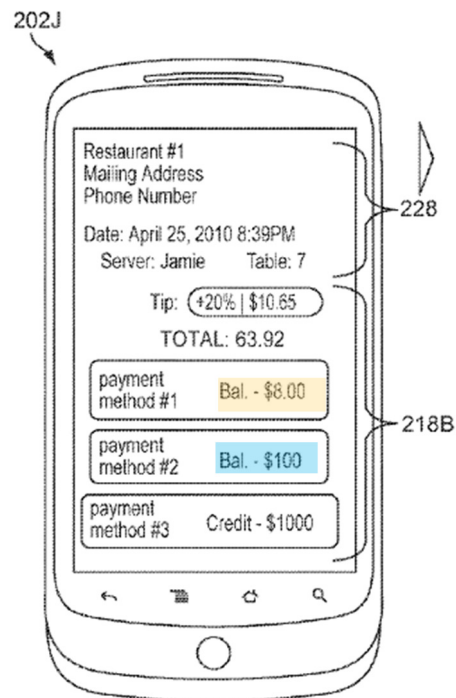 202J
Restaurant #1
Mailing Address
Phone Number
228
Date: April 25, 2010 8:39PM
Server: Jamie Table: 7
Tip: +20% | $10.65
TOTAL: 63.92
payment method #1 Bal. - $8.00
218B
payment method #2 Bal. - $100
payment method #3 Credit - $1000